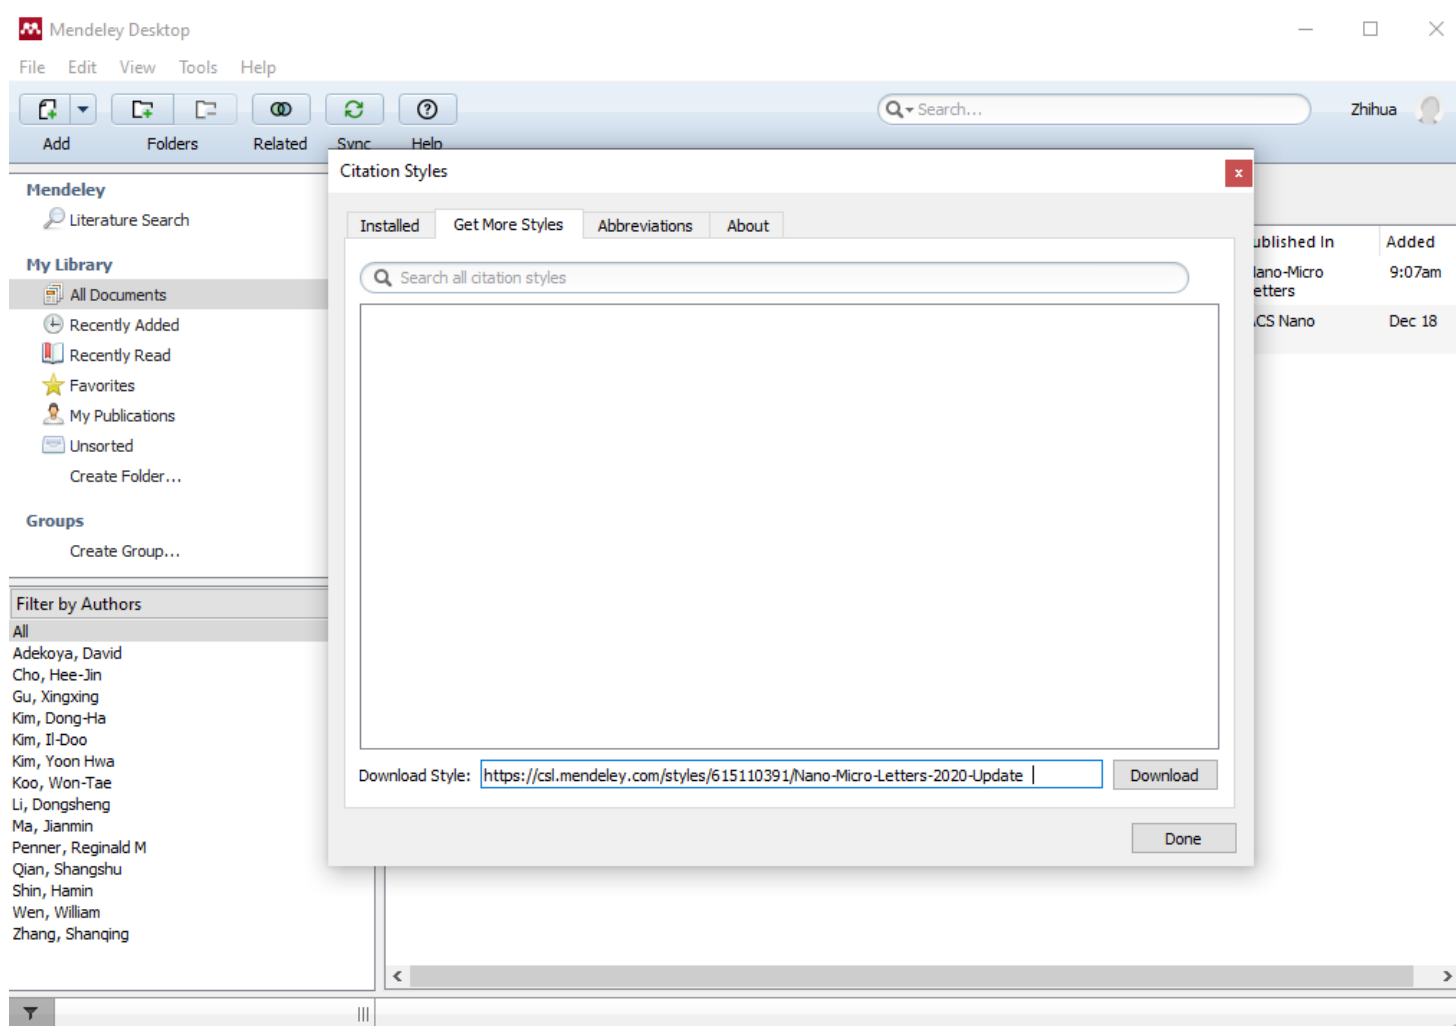 Mendeley Desktop
File Edit View Tools Help
Search...
Zhihua
Add Folders Related Sync Help
Citation Styles
x
Installed Get More Styles Abbreviations About
Search all citation styles
Download Style: https://csl.mendeley.com/styles/615110391/Nano-Micro-Letters-2020-Update Download
Done
Mendeley
Literature Search
My Library
All Documents
Recently Added
Recently Read
Favorites
My Publications
Unsorted
Create Folder...
Groups
Create Group...
Filter by Authors
All
Adekoya, David
Cho, Hee-Jin
Gu, Xingxing
Kim, Dong-Ha
Kim, Il-Doo
Kim, Yoon Hwa
Koo, Won-Tae
Li, Dongsheng
Ma, Jianmin
Penner, Reginald M
Qian, Shangshu
Shin, Hamin
Wen, William
Zhang, Shanqing
ublished In Added
lano-Micro 9:07am
etters
CS Nano Dec 18